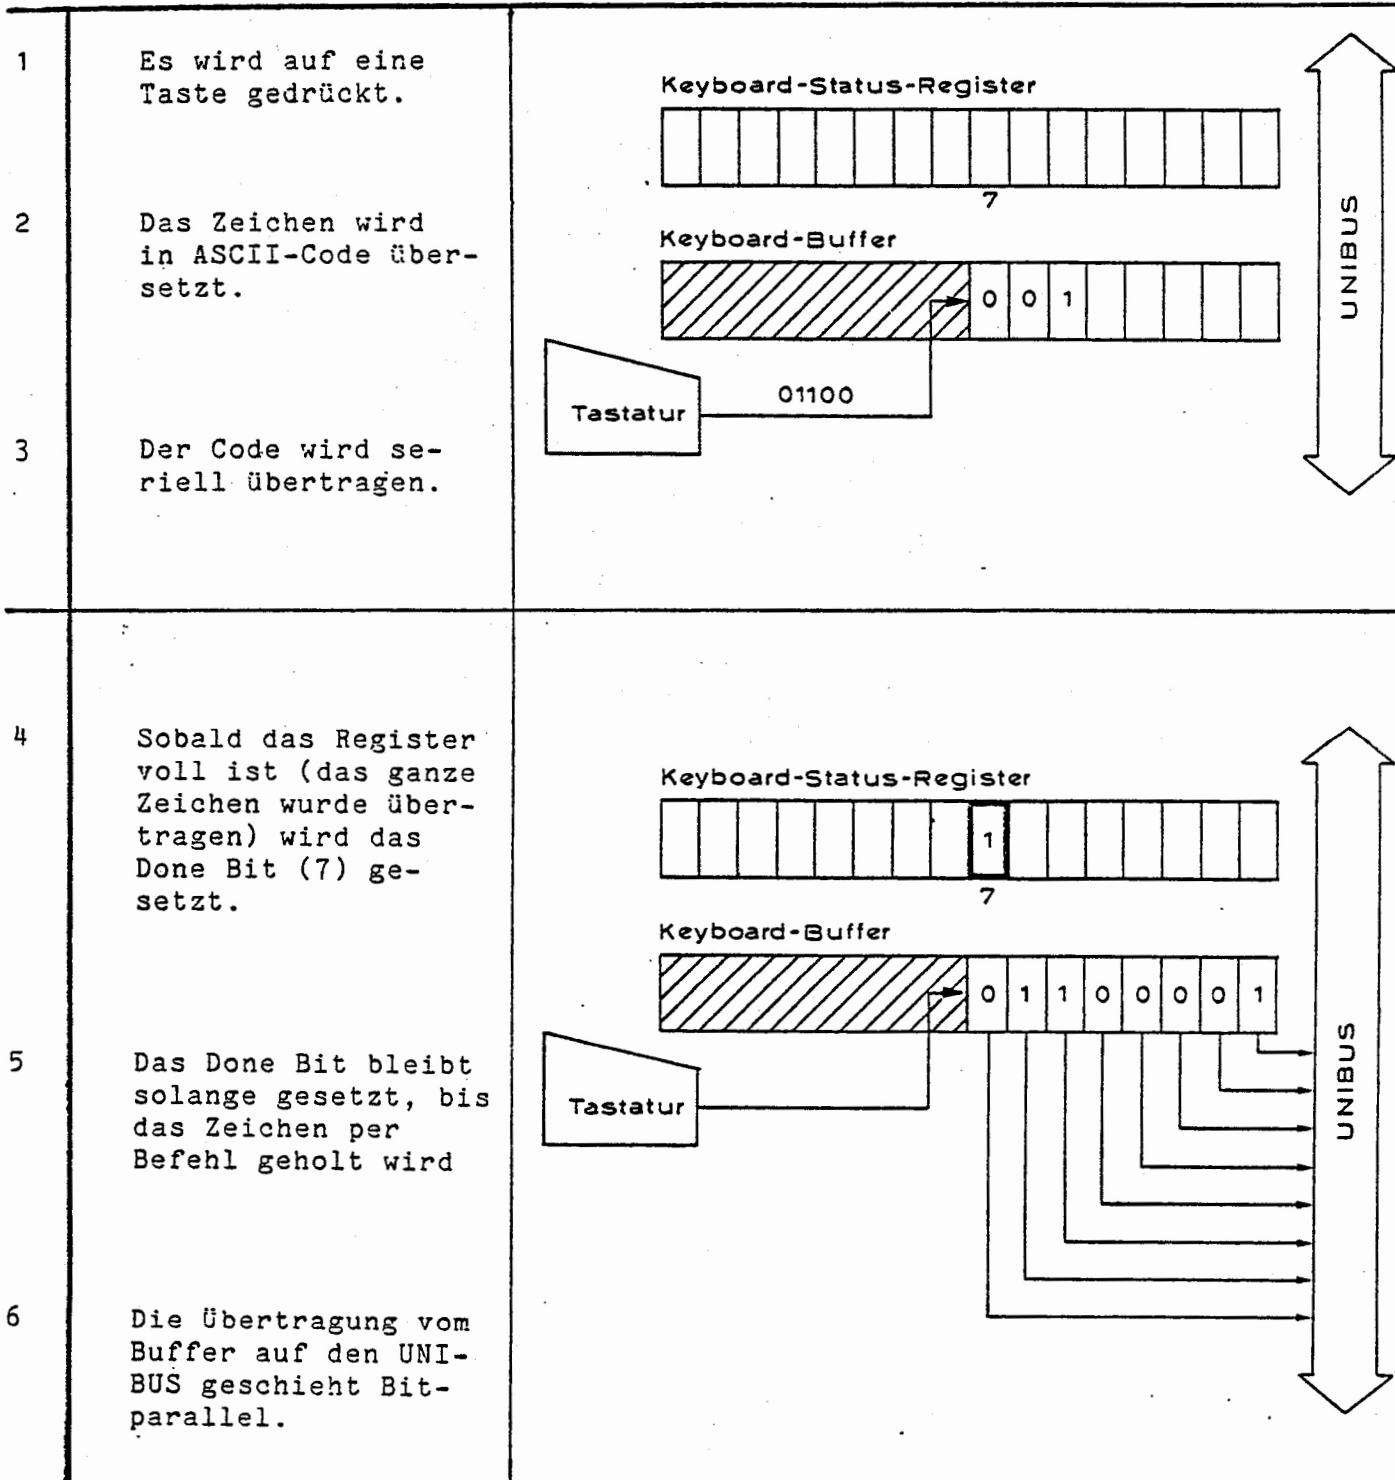 1
Es wird auf eine
Taste gedrückt.
2
Das Zeichen wird
in ASCII-Code über-
setzt.
3
Der Code wird se-
riell übertragen.
Keyboard-Status-Register
7
Keyboard-Buffer
0 0 1
Tastatur
01100
UNIBUS
4
Sobald das Register
voll ist (das ganze
Zeichen wurde über-
tragen) wird das
Done Bit (7) ge-
setzt.
5
Das Done Bit bleibt
solange gesetzt, bis
das Zeichen per
Befehl geholt wird
6
Die Übertragung vom
Buffer auf den UNI-
BUS geschieht Bit-
parallel.
Keyboard-Status-Register
1
7
Keyboard-Buffer
0 1 1 0 0 0 0 1
Tastatur
UNIBUS